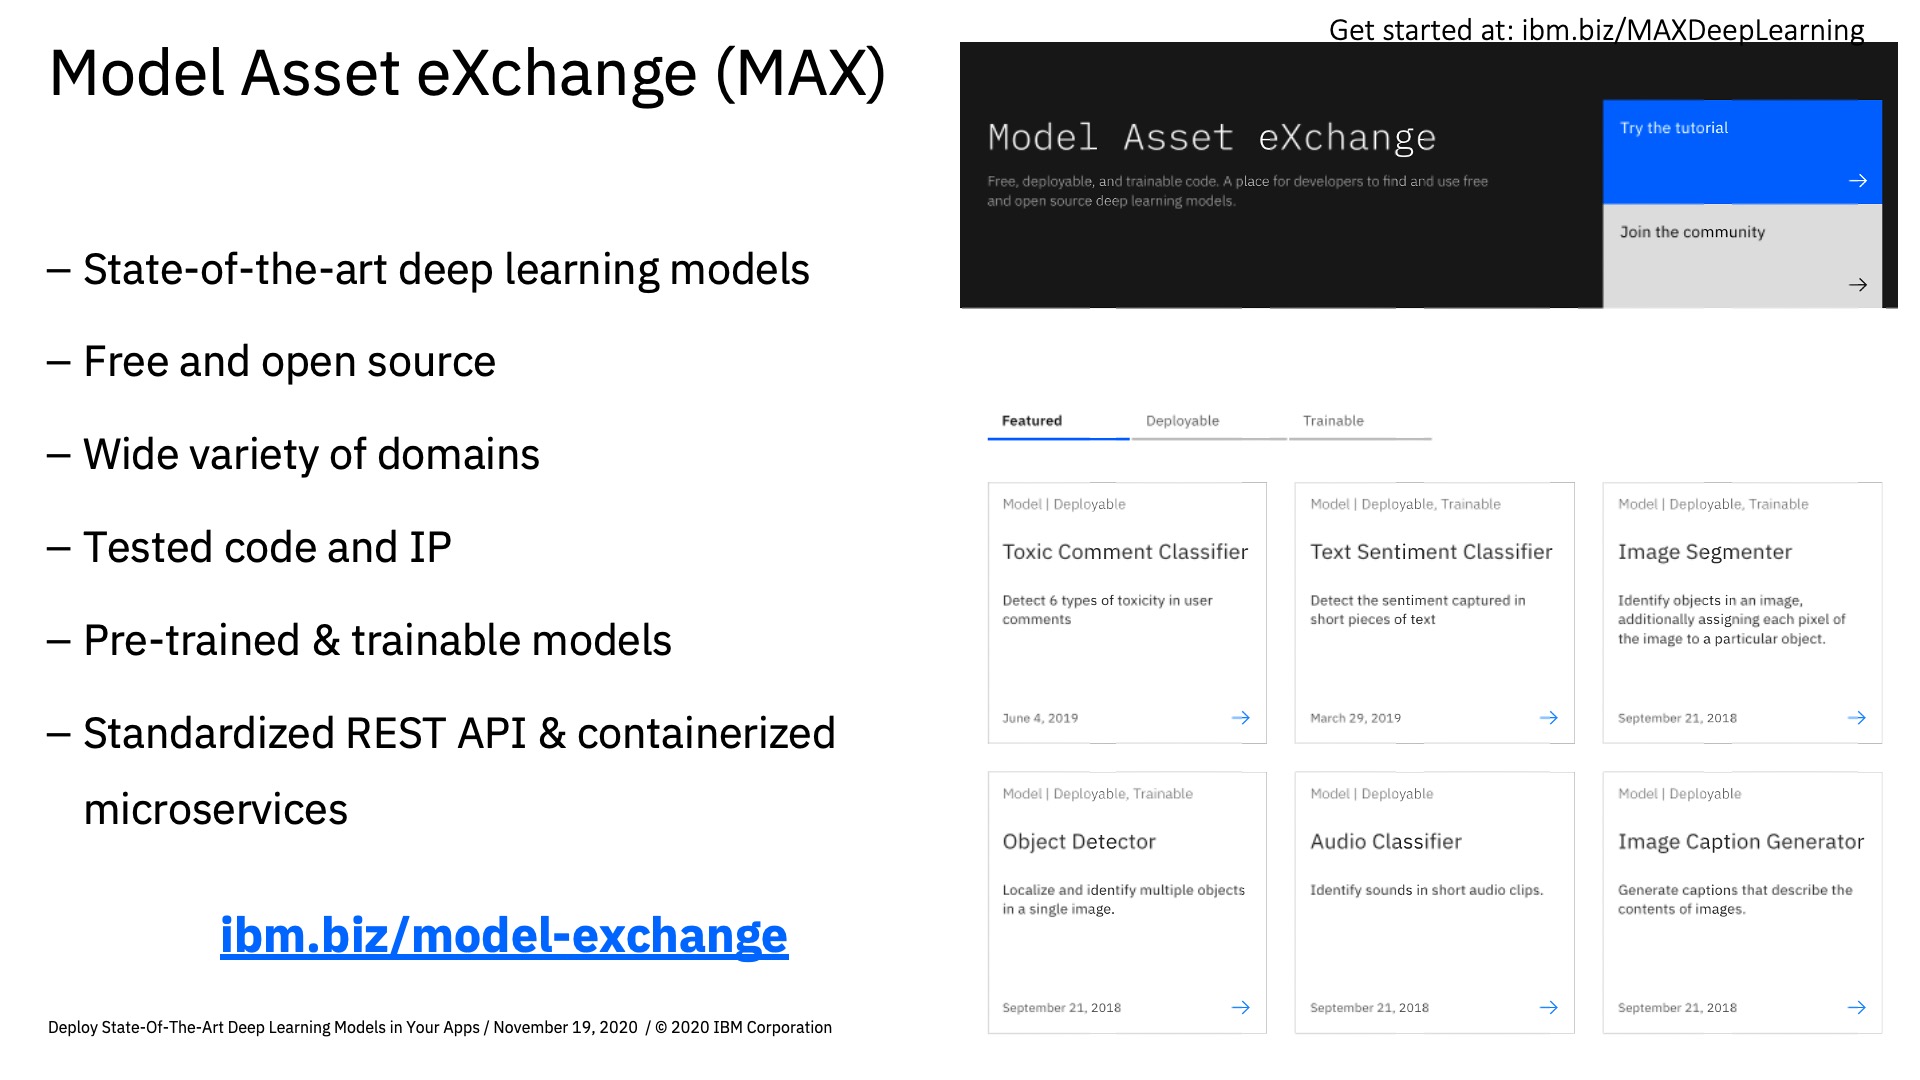 Get started at: ibm.biz/MAXDeepLearning
Model Asset eXchange (MAX)
– State-of-the-art deep learning models
– Free and open source
– Wide variety of domains
– Tested code and IP
– Pre-trained & trainable models
– Standardized REST API & containerized
microservices
ibm.biz/model-exchange
Model Asset eXchange
Free, deployable, and trainable code. A place for developers to find and use free
and open source deep learning models.
Try the tutorial
→
Join the community
→
Featured
Deployable
Trainable
Model | Deployable
Toxic Comment Classifier
Detect 6 types of toxicity in user
comments
June 4, 2019 →
Model | Deployable, Trainable
Text Sentiment Classifier
Detect the sentiment captured in
short pieces of text
March 29, 2019 →
Model | Deployable, Trainable
Image Segmenter
Identify objects in an image,
additionally assigning each pixel of
the image to a particular object.
September 21, 2018 →
Model | Deployable, Trainable
Object Detector
Localize and identify multiple objects
in a single image.
September 21, 2018 →
Model | Deployable
Audio Classifier
Identify sounds in short audio clips.
September 21, 2018 →
Model | Deployable
Image Caption Generator
Generate captions that describe the
contents of images.
September 21, 2018 →
Deploy State-Of-The-Art Deep Learning Models in Your Apps / November 19, 2020 / © 2020 IBM Corporation